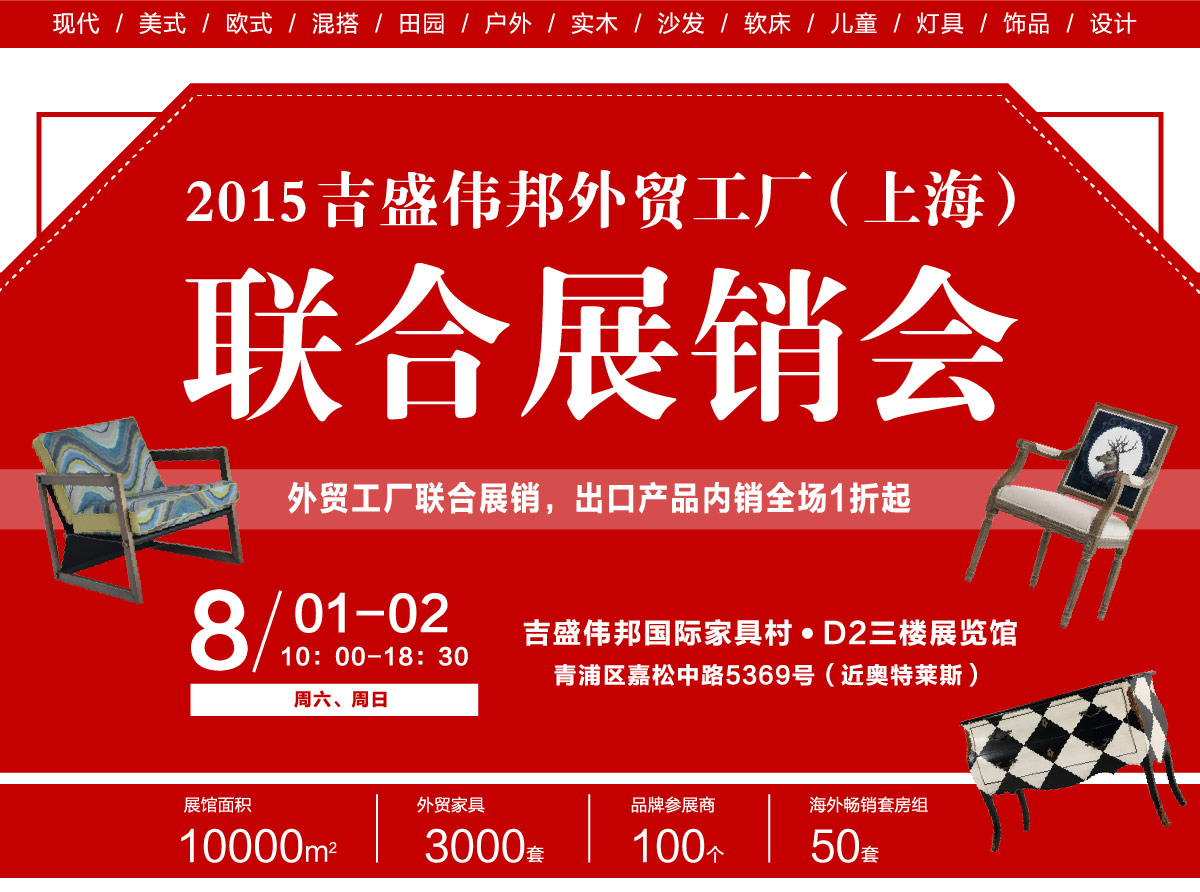 现代 / 美式 / 欧式 / 混搭 / 田园 / 户外 / 实木 / 沙发 / 软床 / 儿童 / 灯具 / 饰品 / 设计
2015吉盛伟邦外贸工厂（上海）
联合展销会
外贸工厂联合展销，出口产品内销全场1折起
8/01-02
10：00-18：30
周六、周日
吉盛伟邦国际家具村·D2三楼展览馆
青浦区嘉松中路5369号（近奥特莱斯）
展馆面积
10000m²
外贸家具
3000套
品牌参展商
100个
海外畅销套房组
50套